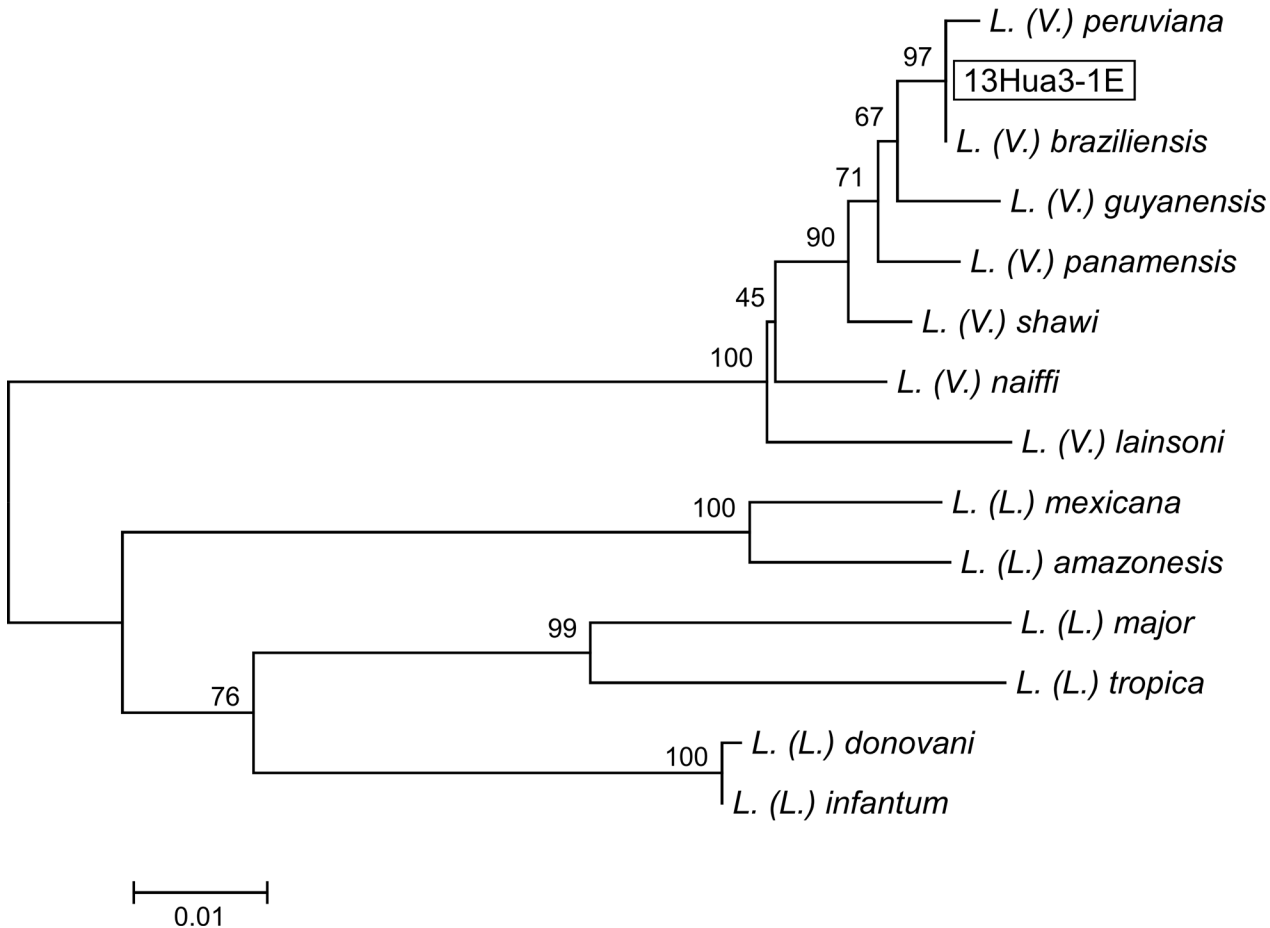 L. (V.) peruviana
97
13Hua3-1E
67
L. (V.) braziliensis
71
L. (V.) guyanensis
90
L. (V.) panamensis
45
L. (V.) shawi
100
L. (V.) naiffi
L. (V.) lainsoni
100
L. (L.) mexicana
L. (L.) amazonesis
99
L. (L.) major
76
L. (L.) tropica
100
L. (L.) donovani
L. (L.) infantum
0.01